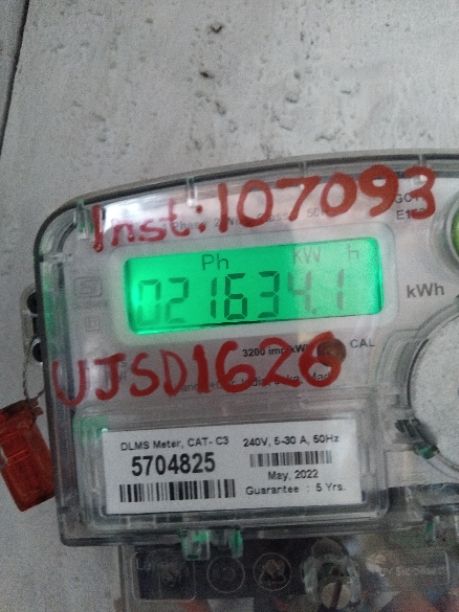 Inst:107093
Ph KW h
021634.1
kWh
3200 imp/kW
CAL
UJSD1626
DLMS Meter, CAT- C3 240V, 5-30 A, 50Hz
5704825
May, 2022
Guarantee : 5 Yrs.